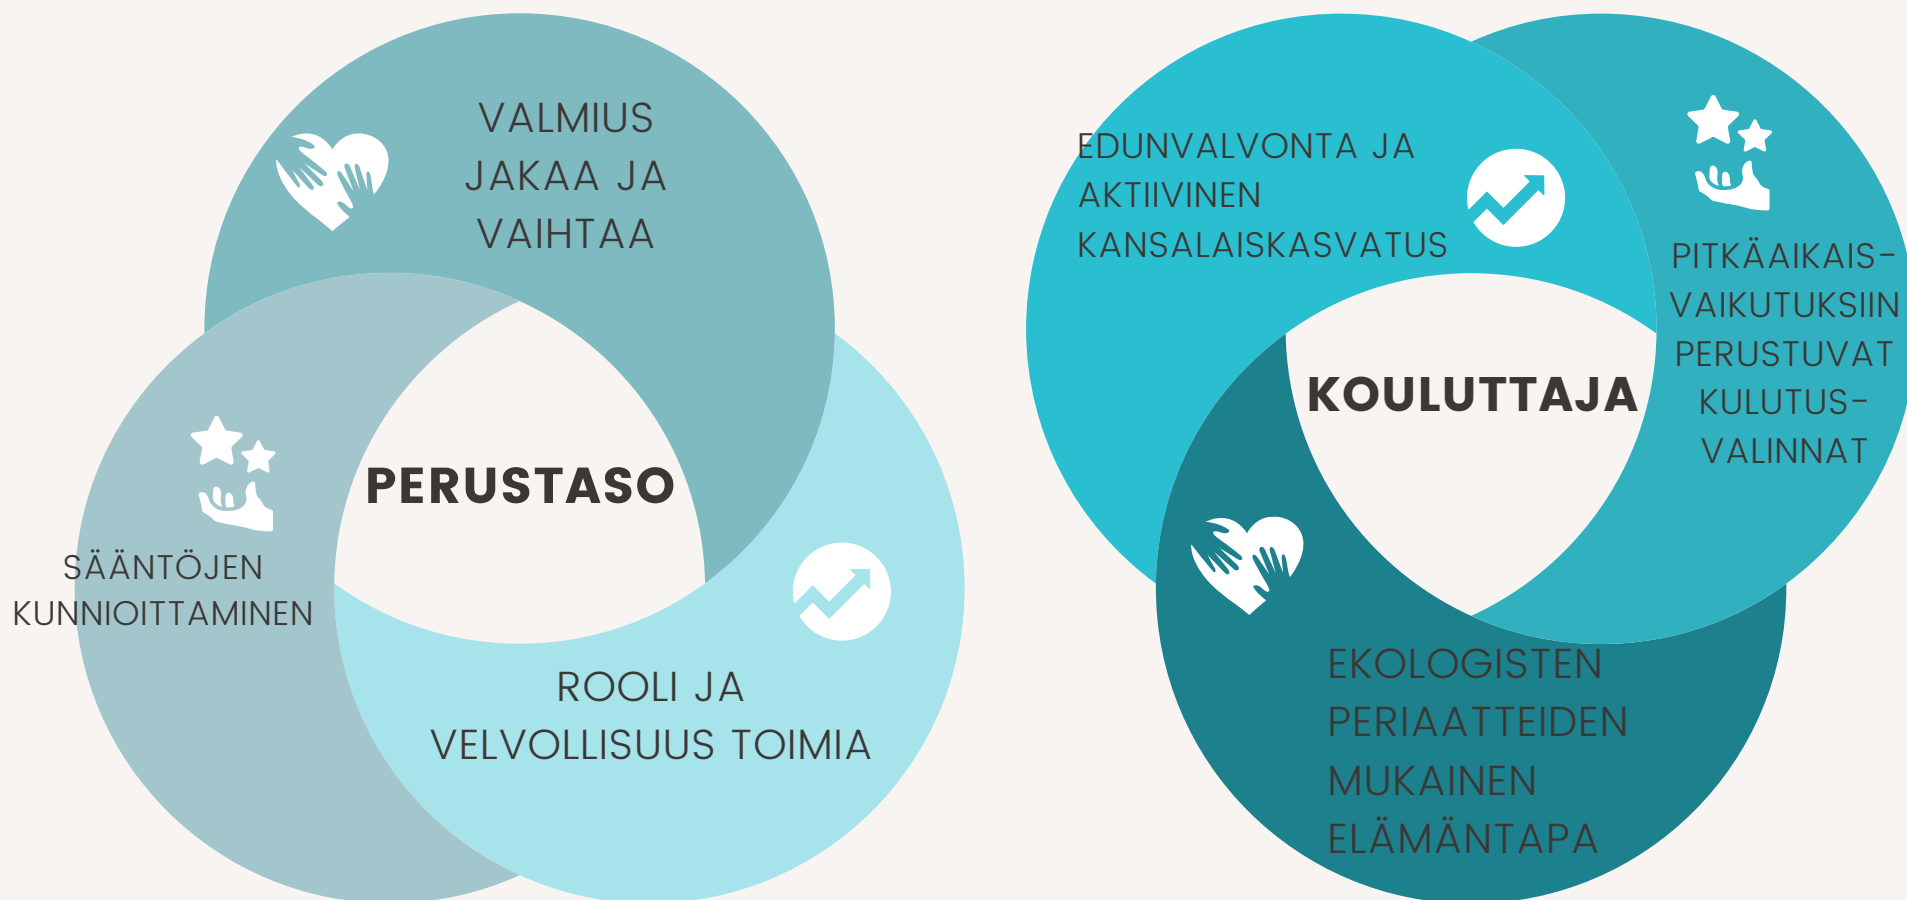 VALMIUS
JAKAA JA
VAIHTAA
PERUSTASO
SÄÄNTÖJEN
KUNNIOITTAMINEN
ROOLI JA
VELVOLLISUUS TOIMIA
EDUNVALVONTA JA
AKTIIVINEN
KANSALAISKASVATUS
PITKÄAIKAIS-
VAIKUTUKSIIN
PERUSTUVAT
KULUTUS-
VALINNAT
KOULUTTAJA
EKOLOGISTEN
PERIAATTEIDEN
MUKAINEN
ELÄMÄNTAPA